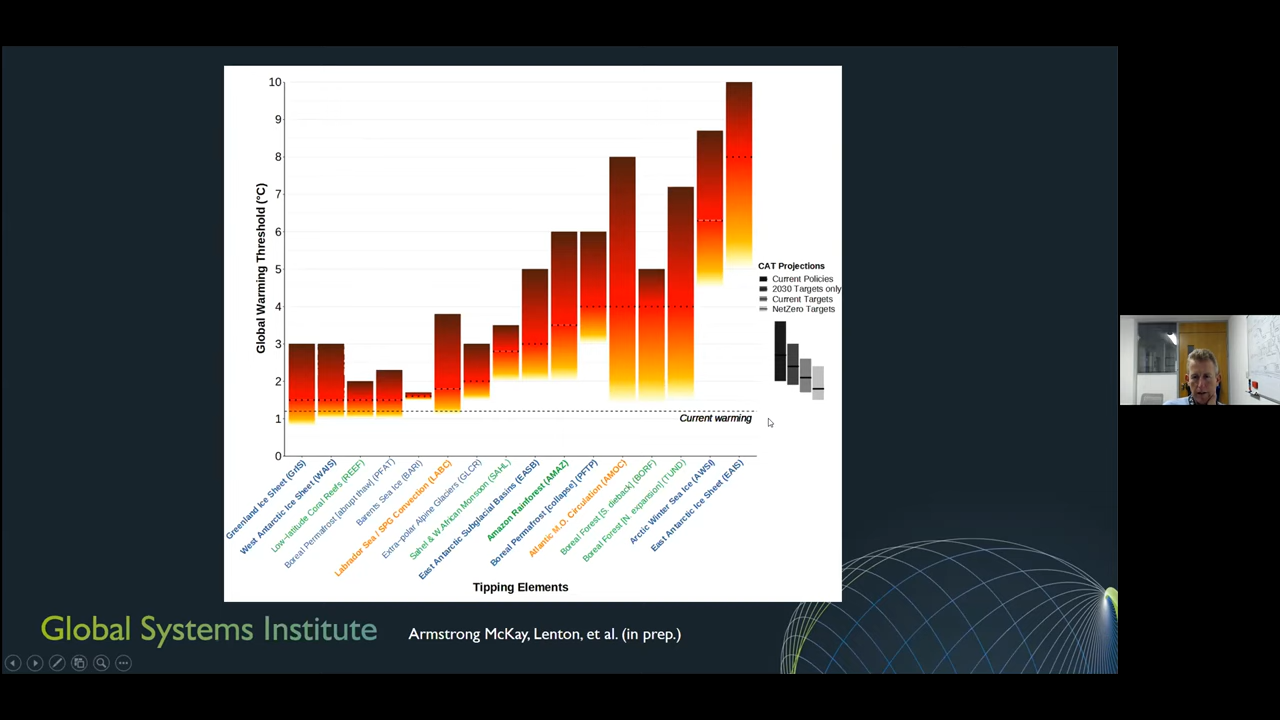 10
9
8
7
6
5
4
3
2
1
0
Global Warming Threshold (°C)
CAT Projections
Current Policies
2030 Targets only
Current Targets
NetZero Targets
Current warming
Greenland Ice Sheet (GrIS)
West Antarctic Ice Sheet (WAIS)
Low-latitude Coral Reefs (REEF)
Boreal Permafrost [abrupt thaw] (PFAT)
Barents Sea Ice (BARI)
Labrador Sea / SPG Convection (LABC)
Extra-polar Alpine Glaciers (GLCR)
Sahel & W.African Monsoon (SAHL)
East Antarctic Subglacial Basins (EASB)
Amazon Rainforest (AMAZ)
Boreal Permafrost [collapse] (PFTP)
Atlantic M.O. Circulation (AMOC)
Boreal Forest [S. dieback] (BORF)
Boreal Forest [N. expansion] (TUND)
Arctic Winter Sea Ice (AWSI)
East Antarctic Ice Sheet (EAIS)
Tipping Elements
Global Systems Institute
Armstrong McKay, Lenton, et al. (in prep.)